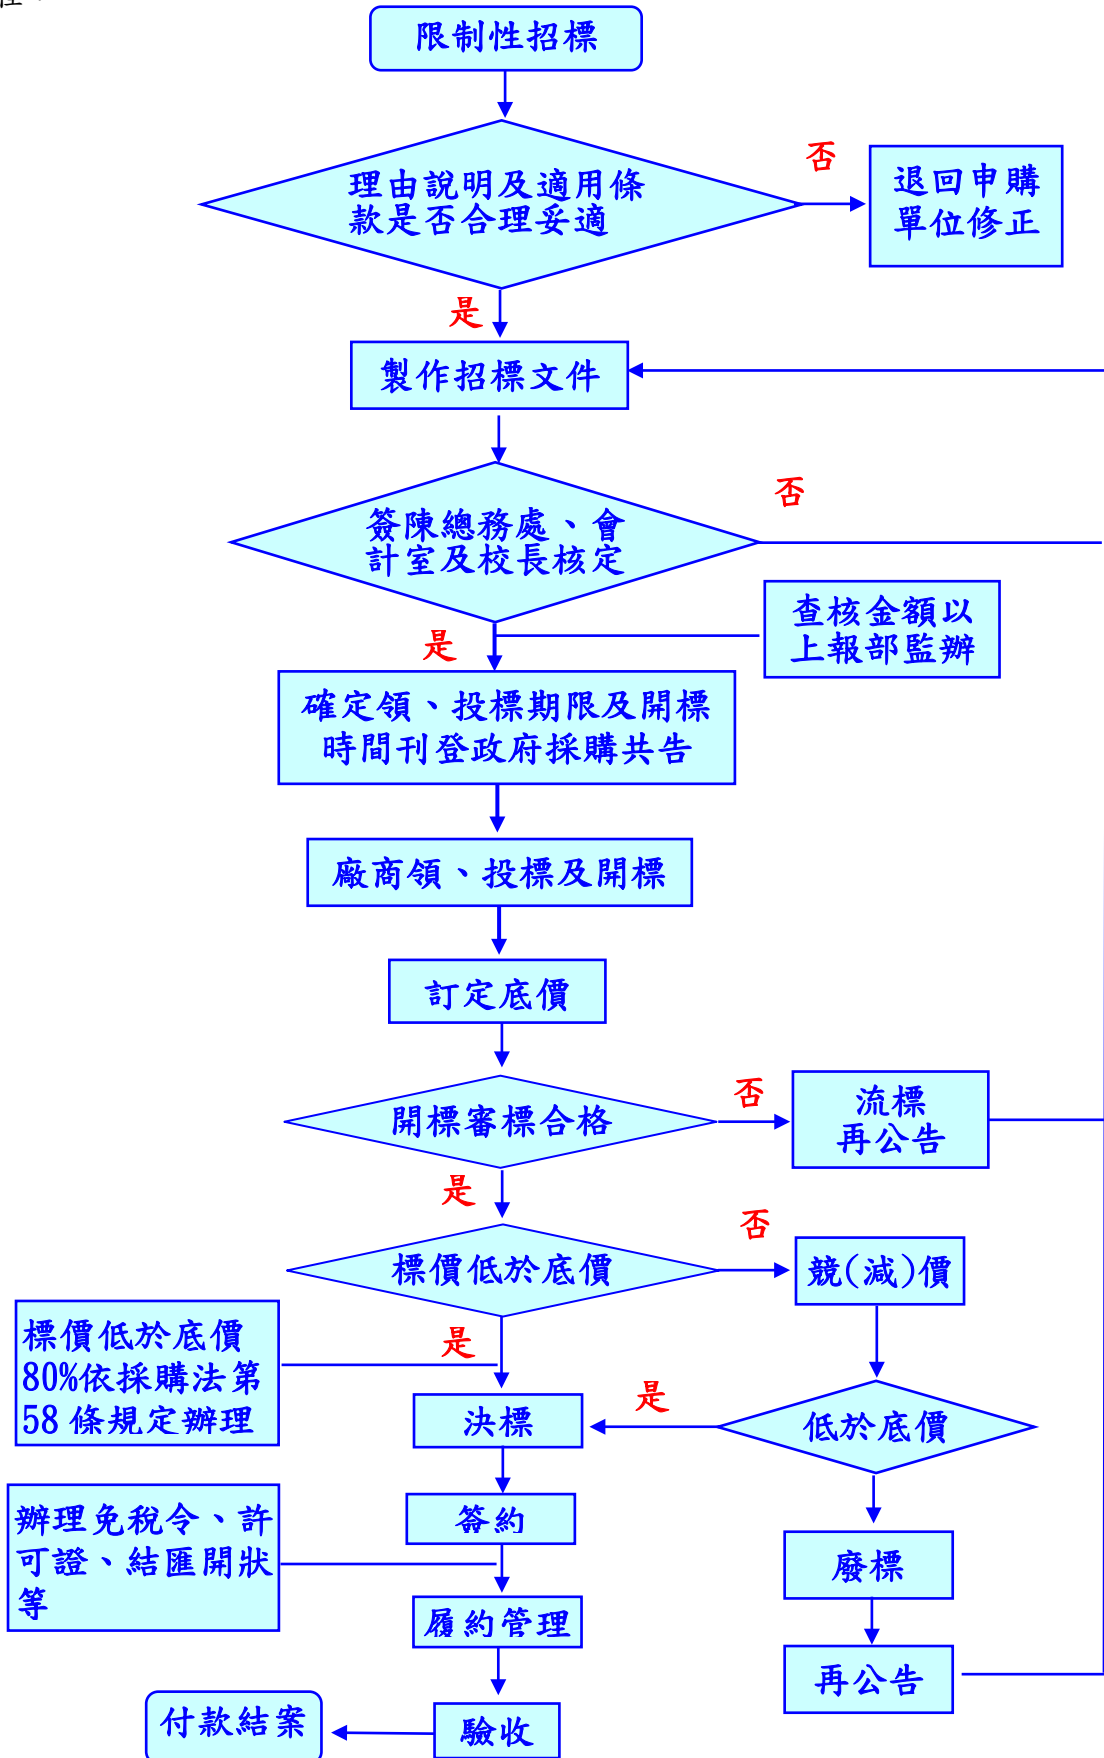 限制性招標
理由說明及適用條
款是否合理妥適
否
退回申購
單位修正
是
製作招標文件
簽陳總務處、會
計室及校長核定
否
查核金額以
上報部監辦
是
確定領、投標期限及開標
時間刊登政府採購共告
廠商領、投標及開標
訂定底價
開標審標合格
否
流標
再公告
是
標價低於底價
否
競(減)價
標價低於底價
80%依採購法第
58 條規定辦理
是
決標
是
低於底價
簽約
辦理免稅令、許
可證、結匯開狀
等
廢標
履約管理
再公告
驗收
付款結案